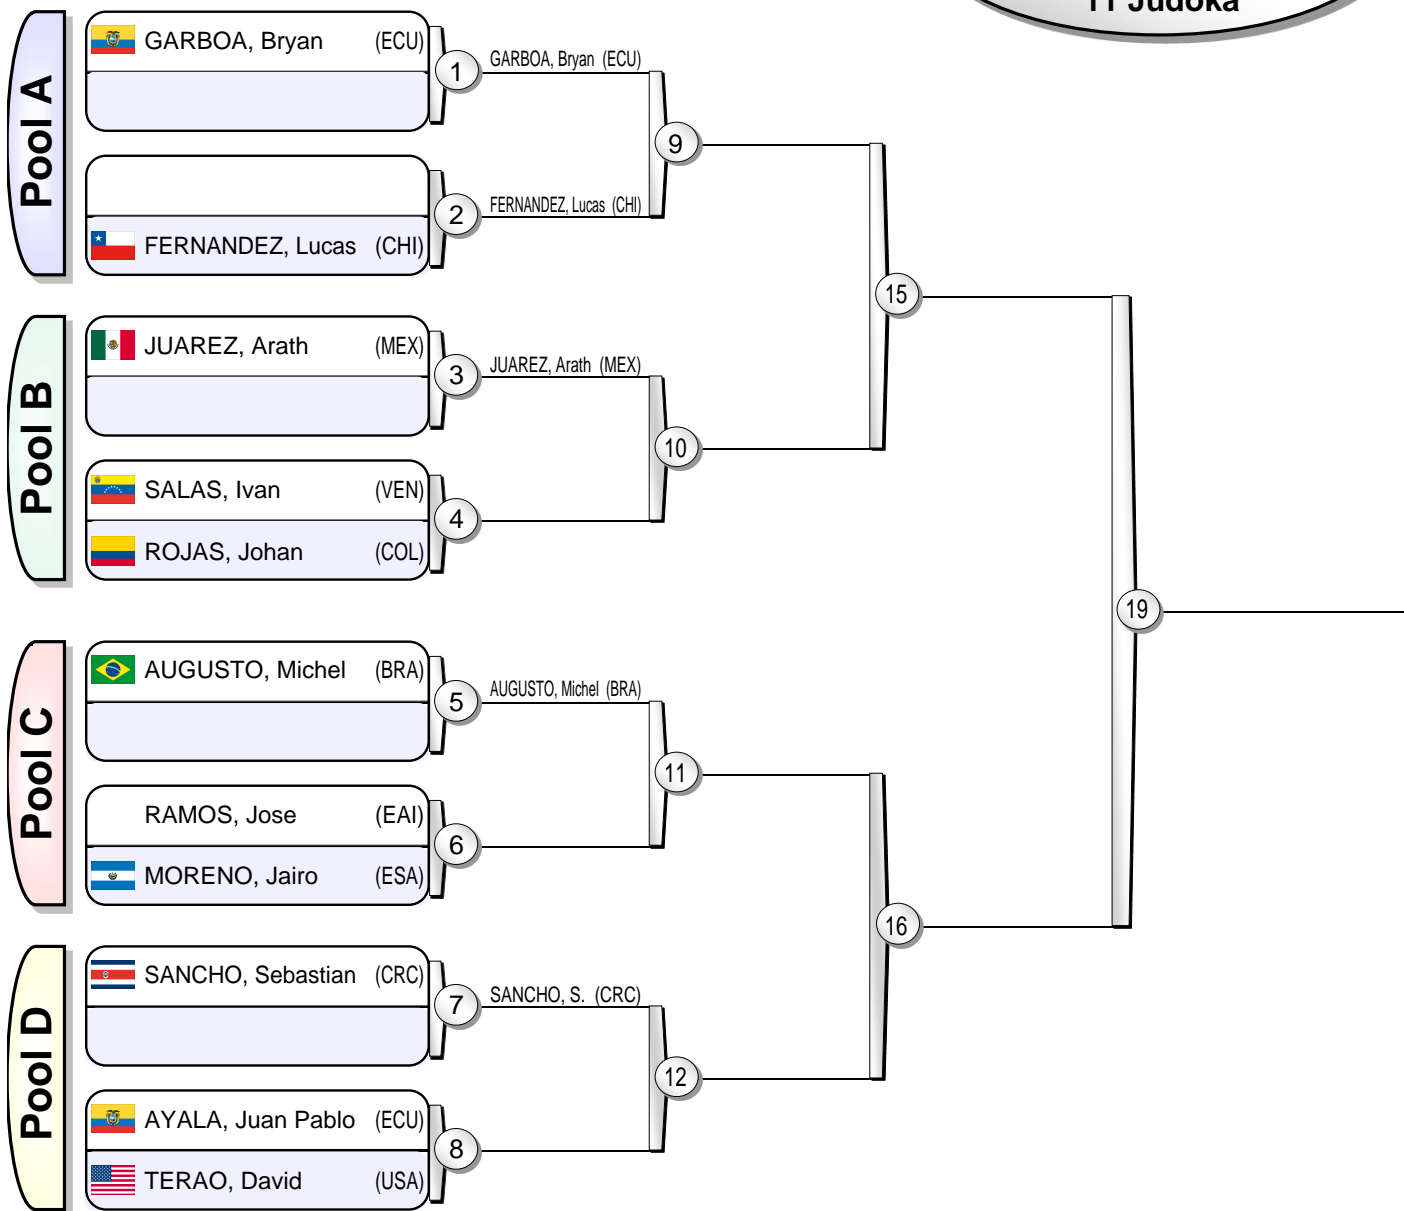 11 Judoka
Pool A
GARBOA, Bryan (ECU)
1
GARBOA, Bryan (ECU)
9
2
FERNANDEZ, Lucas (CHI)
FERNANDEZ, Lucas (CHI)
15
Pool B
JUAREZ, Arath (MEX)
3
JUAREZ, Arath (MEX)
10
SALAS, Ivan (VEN)
4
ROJAS, Johan (COL)
19
Pool C
AUGUSTO, Michel (BRA)
5
AUGUSTO, Michel (BRA)
11
RAMOS, Jose (EAI)
6
MORENO, Jairo (ESA)
16
Pool D
SANCHO, Sebastian (CRC)
7
SANCHO, S. (CRC)
12
AYALA, Juan Pablo (ECU)
8
TERAO, David (USA)